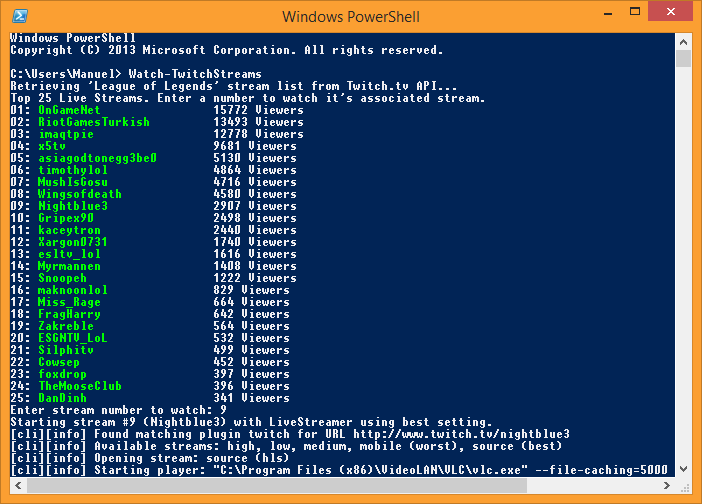 Windows PowerShell
Windows PowerShell
Copyright (C) 2013 Microsoft Corporation. All rights reserved.
C:\Users\Manuel> Watch-TwitchStreams
Retrieving 'League of Legends' stream list from Twitch.tv API...
Top 25 Live Streams. Enter a number to watch it's associated stream.
01: OnGameNet 15772 Viewers
02: RiotGamesTurkish 13493 Viewers
03: imaqtpie 12778 Viewers
04: x5tv 9681 Viewers
05: asiagodtonegg3be0 5130 Viewers
06: timothylol 4864 Viewers
07: MushIsGosu 4716 Viewers
08: Wingsofdeath 4580 Viewers
09: Nightblue3 2907 Viewers
10: Gripex90 2498 Viewers
11: kaceytron 2440 Viewers
12: Xargon0731 1740 Viewers
13: esltv_lol 1616 Viewers
14: Myrmannen 1408 Viewers
15: Snoopeh 1222 Viewers
16: maknoonlol 829 Viewers
17: Miss_Rage 664 Viewers
18: FragHarry 642 Viewers
19: Zakreble 564 Viewers
20: ESGNTV_LoL 532 Viewers
21: Silphitv 499 Viewers
22: Cowsep 452 Viewers
23: foxdrop 397 Viewers
24: TheMooseClub 396 Viewers
25: DanDinh 341 Viewers
Enter stream number to watch: 9
Starting stream #9 (Nightblue3) with LiveStreamer using best setting.
[cli][info] Found matching plugin twitch for URL http://www.twitch.tv/nightblue3
[cli][info] Available streams: high, low, medium, mobile (worst), source (best)
[cli][info] Opening stream: source (hls)
[cli][info] Starting player: "C:\Program Files (x86)\VideoLAN\VLC\vlc.exe" --file-caching=5000